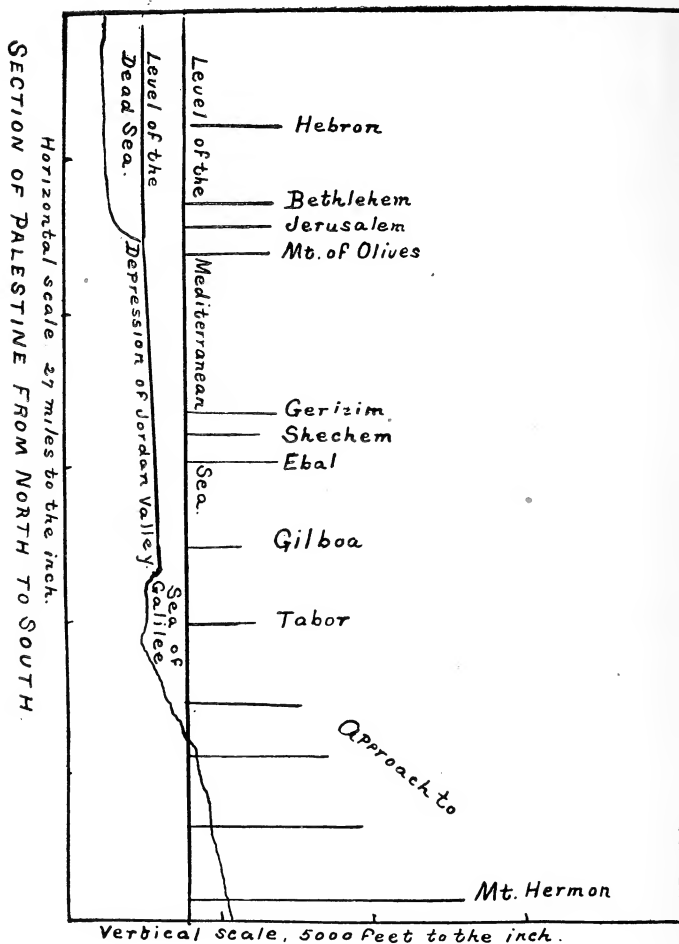 SECTION OF PALESTINE FROM NORTH TO SOUTH.
Horizontal scale 27 miles to the inch.
Level of the
Dead Sea.
Level of the Mediterranean Sea.
Depression of Jordan Valley.
Sea of
Galilee
Hebron
Bethlehem
Jerusalem
Mt. of Olives
Gerizim
Shechem
Ebal
Gilboa
Tabor
Approach to
Mt. Hermon
Vertical scale, 5000 feet to the inch.